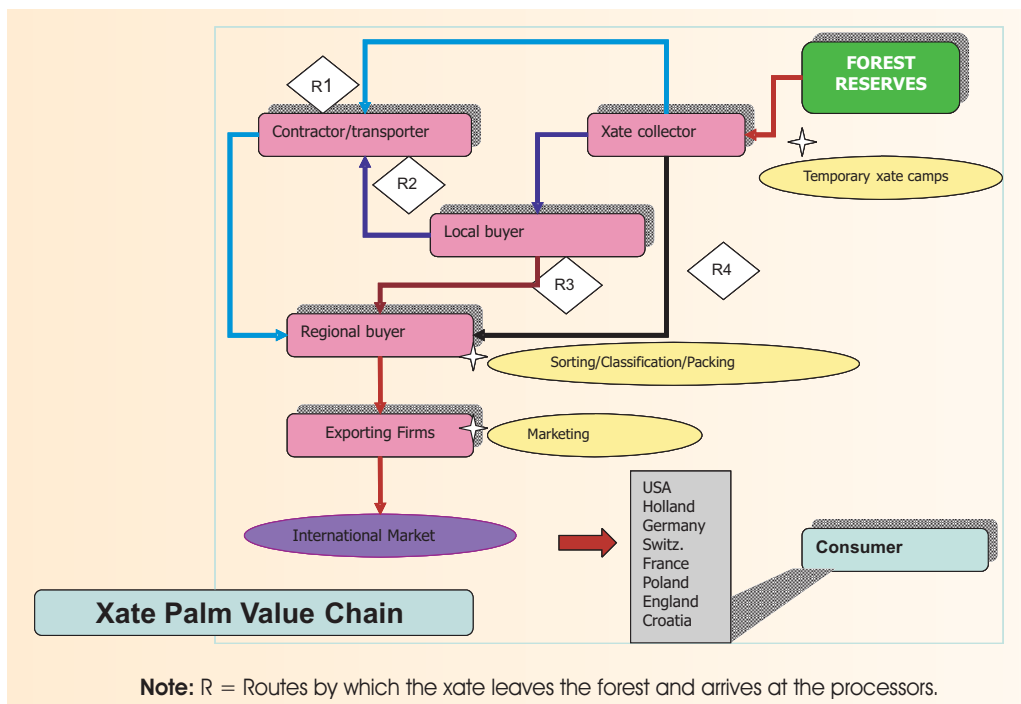 FOREST
RESERVES
R1
Contractor/transporter
Xate collector
Temporary xate camps
R2
Local buyer
R4
R3
Regional buyer
Sorting/Classification/Packing
Exporting Firms
Marketing
International Market
USA
Holland
Germany
Switz.
France
Poland
England
Croatia
Consumer
Xate Palm Value Chain
Note: R = Routes by which the xate leaves the forest and arrives at the processors.